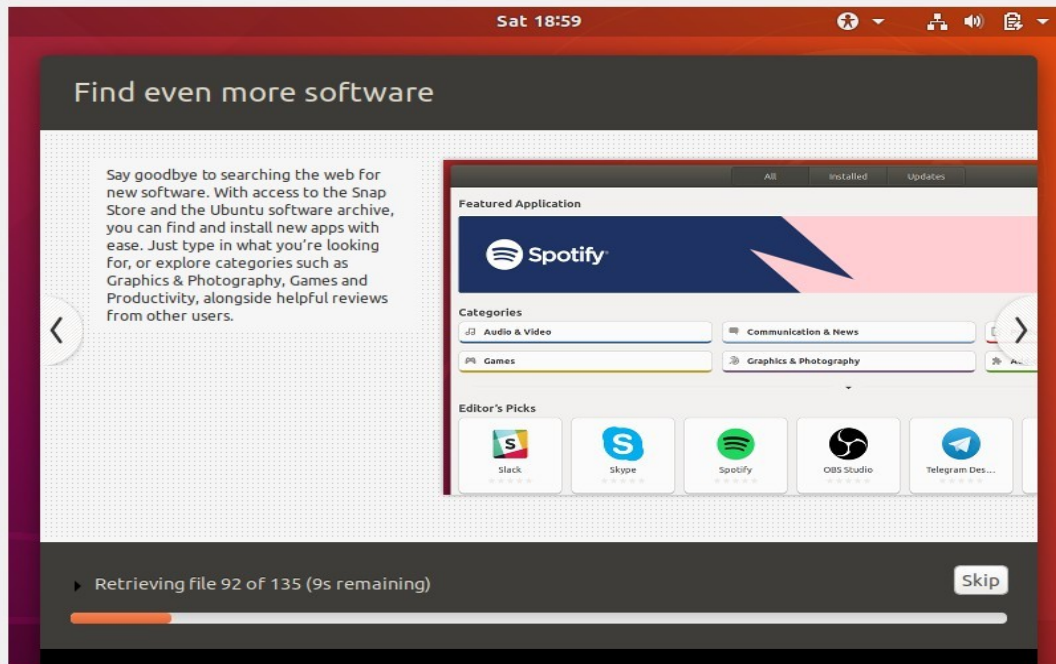 Sat 18:59
Find even more software
Say goodbye to searching the web for
new software. With access to the Snap
Store and the Ubuntu software archive,
you can find and install new apps with
ease. Just type in what you’re looking
for, or explore categories such as
Graphics & Photography, Games and
Productivity, alongside helpful reviews
from other users.
All Installed Updates
Featured Application
Spotify
Categories
Audio & Video Communication & News
Games Graphics & Photography
Editor’s Picks
S S
Slack Skype Spotify OBS Studio Telegram Des...
Retrieving file 92 of 135 (9s remaining)
Skip